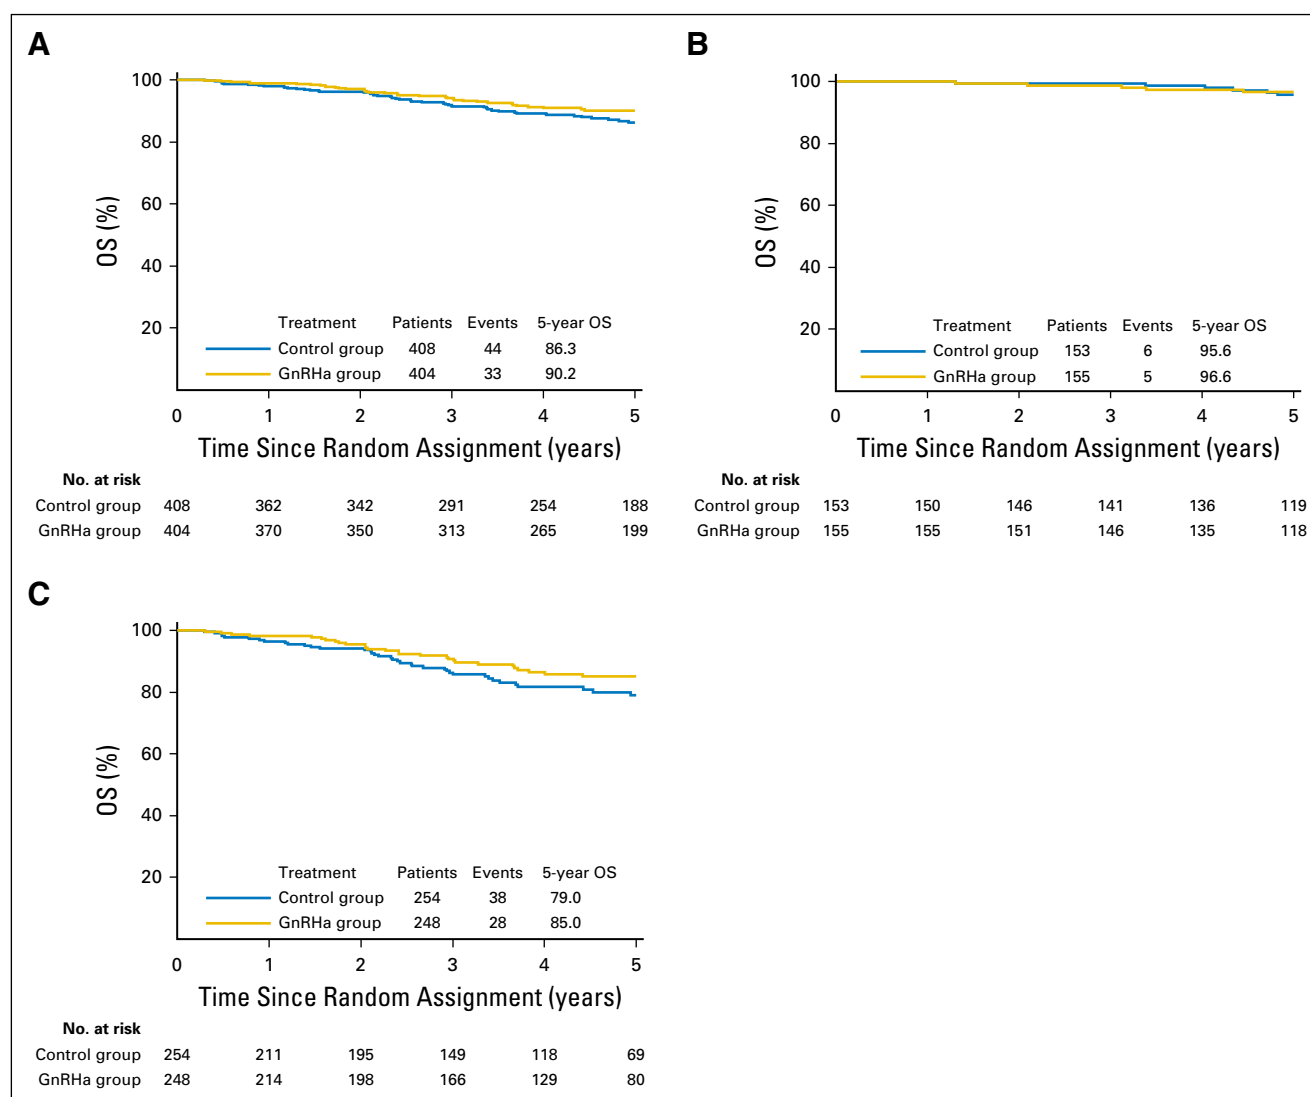 A
100
80
60
40
20
OS (%)
Treatment Patients Events 5-year OS
Control group 408 44 86.3
GnRHa group 404 33 90.2
0 1 2 3 4 5
Time Since Random Assignment (years)
No. at risk
Control group 408 362 342 291 254 188
GnRHa group 404 370 350 313 265 199
B
100
80
60
40
20
OS (%)
Treatment Patients Events 5-year OS
Control group 153 6 95.6
GnRHa group 155 5 96.6
0 1 2 3 4 5
Time Since Random Assignment (years)
No. at risk
Control group 153 150 146 141 136 119
GnRHa group 155 155 151 146 135 118
C
100
80
60
40
20
OS (%)
Treatment Patients Events 5-year OS
Control group 254 38 79.0
GnRHa group 248 28 85.0
0 1 2 3 4 5
Time Since Random Assignment (years)
No. at risk
Control group 254 211 195 149 118 69
GnRHa group 248 214 198 166 129 80